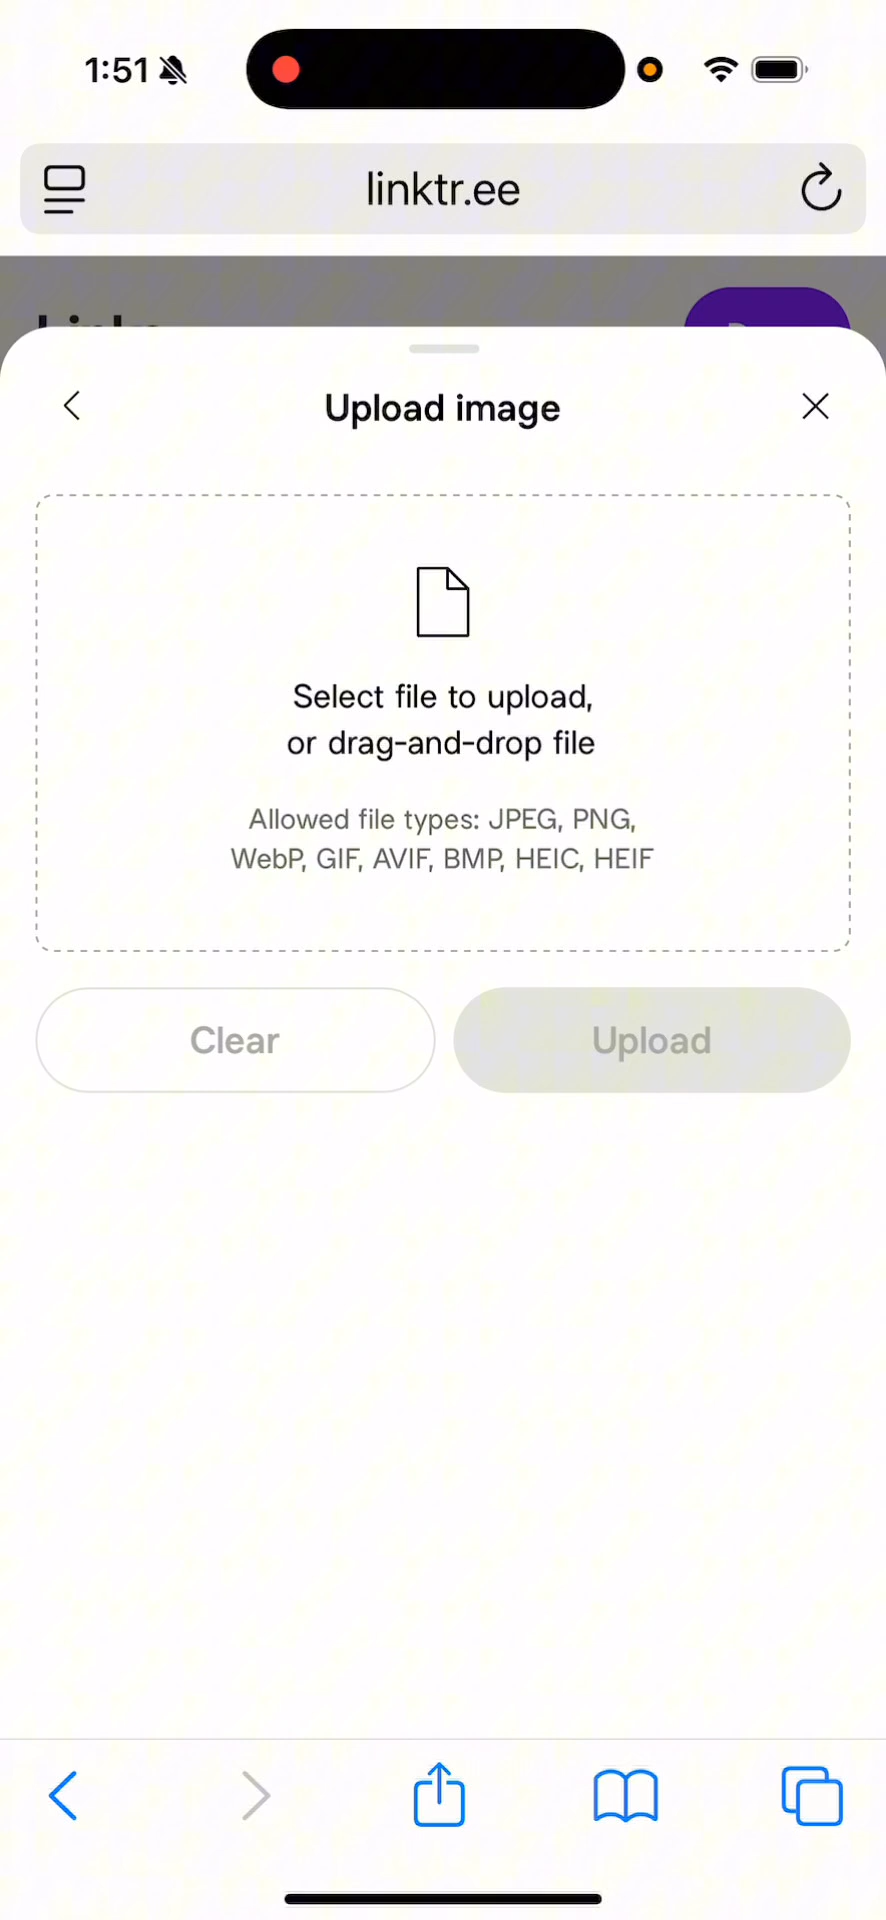 1:51
linktr.ee
Upload image
Select file to upload,
or drag-and-drop file
Allowed file types: JPEG, PNG,
WebP, GIF, AVIF, BMP, HEIC, HEIF
Clear
Upload